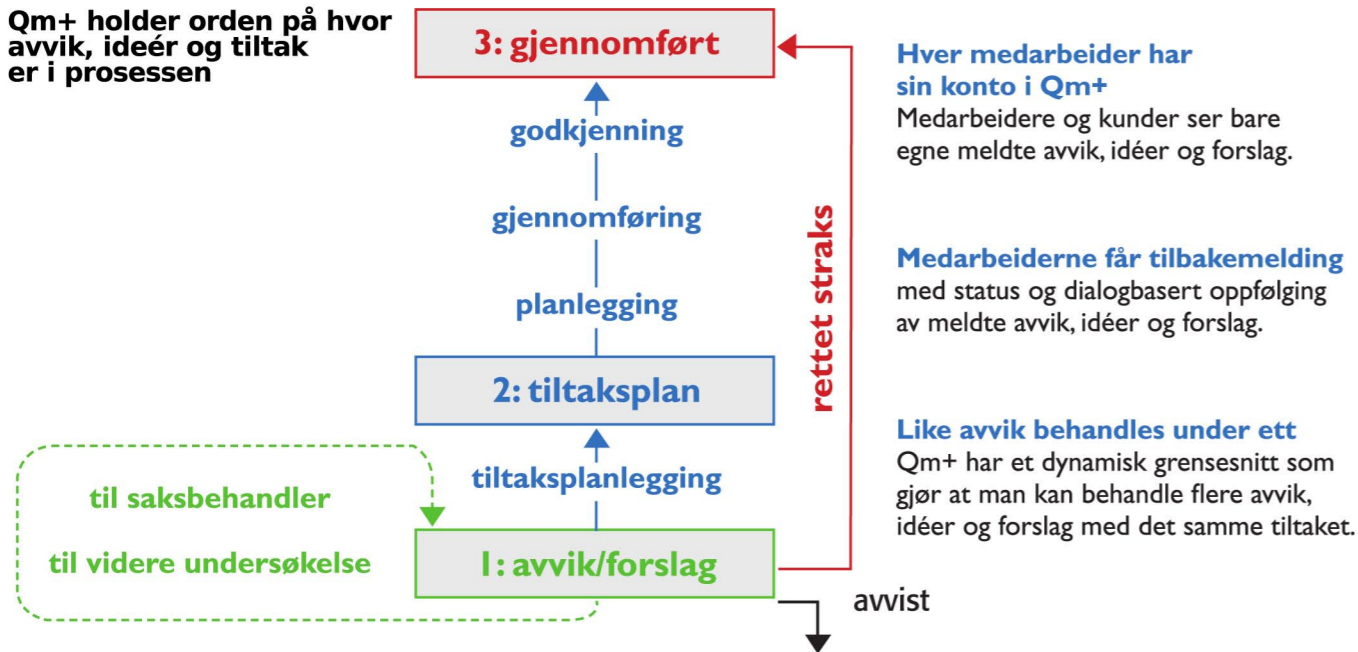 Qm+ holder orden på hvor
avvik, ideér og tiltak
er i prosessen
3: gjennomført
godkjenning
gjennomføring
planlegging
2: tiltaksplan
tiltaksplanlegging
til saksbehandler
til videre undersøkelse
1: avvik/forslag
rettet straks
avvist
Hver medarbeider har
sin konto i Qm+
Medarbeidere og kunder ser bare
egne meldte avvik, idéer og forslag.
Medarbeiderne får tilbakemelding
med status og dialogbasert oppfølging
av meldte avvik, idéer og forslag.
Like avvik behandles under ett
Qm+ har et dynamisk grensesnitt som
gjør at man kan behandle flere avvik,
idéer og forslag med det samme tiltaket.